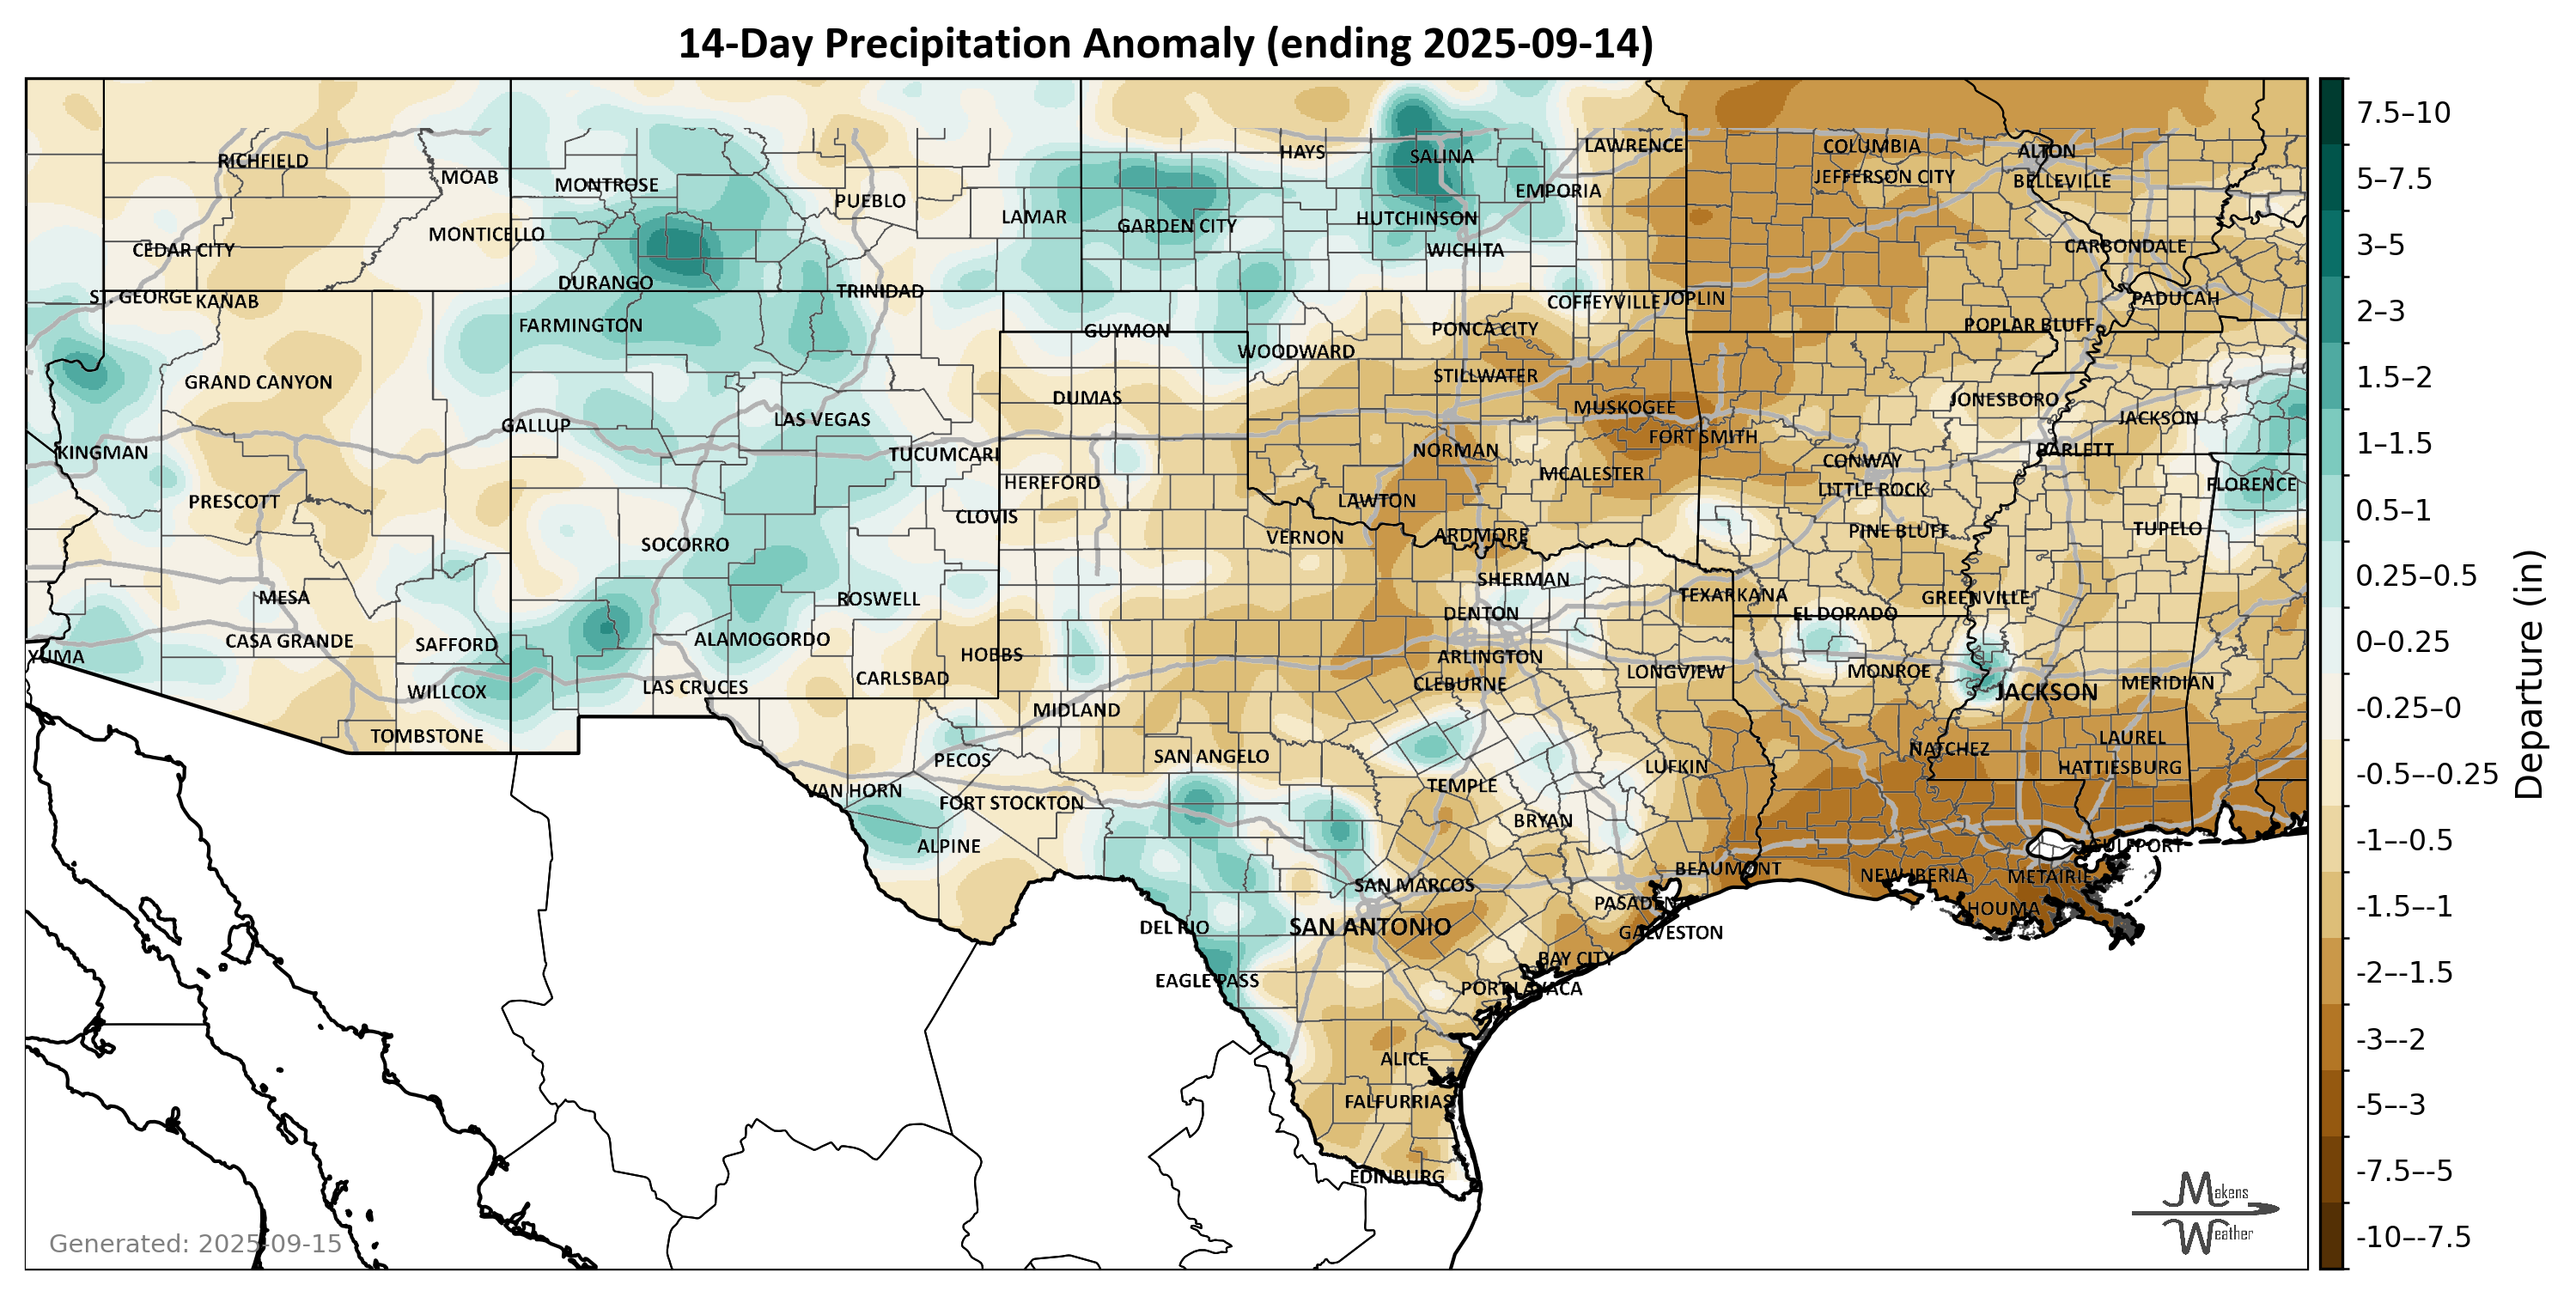 14-Day Precipitation Anomaly (ending 2025-09-14)
RICHFIELD
MOAB
MONTROSE
PUEBLO
LAMAR
HAYS
SALINA
LAWRENCE
COLUMBIA
ALTON
JEFFERSON CITY
BELLEVILLE
EMPORIA
GARDEN CITY
HUTCHINSON
WICHITA
CEDAR CITY
MONTICELLO
CARBONDALE
DURANGO
TRINIDAD
ST. GEORGE
KANAB
COFFEYVILLE
JOPLIN
PADUCAH
FARMINGTON
GUYMON
PONCA CITY
POPLAR BLUFF
WOODWARD
STILLWATER
GRAND CANYON
DUMAS
MUSKOGEE
JONESBORO
JACKSON
GALLUP
LAS VEGAS
FORT SMITH
KINGMAN
TUCUMCARI
NORMAN
BARLETT
CONWAY
MCALESTER
HEREFORD
LITTLE ROCK
FLORENCE
PRESCOTT
LAWTON
CLOVIS
PINE BLUFF
TUPELO
SOCORRO
VERNON
ARDMORE
SHERMAN
MESA
ROSWELL
TEXARKANA
GREENVILLE
DENTON
EL DORADO
CASA GRANDE
SAFFORD
ALAMOGORDO
YUMA
HOBBS
ARLINGTON
LONGVIEW
MONROE
WILLCOX
LAS CRUCES
CARLSBAD
CLEBURNE
JACKSON
MERIDIAN
MIDLAND
TOMBSTONE
LAUREL
NATCHEZ
PECOS
SAN ANGELO
LUFKIN
HATTIESBURG
VAN HORN
FORT STOCKTON
TEMPLE
BRYAN
ALPINE
GULFPORT
BEAUMONT
NEW IBERIA
METAIRIE
SAN MARCOS
PASADENA
HOUMA
DEL RIO
SAN ANTONIO
GALVESTON
BAY CITY
EAGLE PASS
PORT LAVACA
ALICE
FALFURRIAS
EDINBURG
Generated: 2025-09-15
Makens
Weather
7.5–10
5–7.5
3–5
2–3
1.5–2
1–1.5
0.5–1
0.25–0.5
0–0.25
-0.25–0
-0.5–-0.25
-1–-0.5
-1.5–-1
-2–-1.5
-3–-2
-5–-3
-7.5–-5
-10–-7.5
Departure (in)